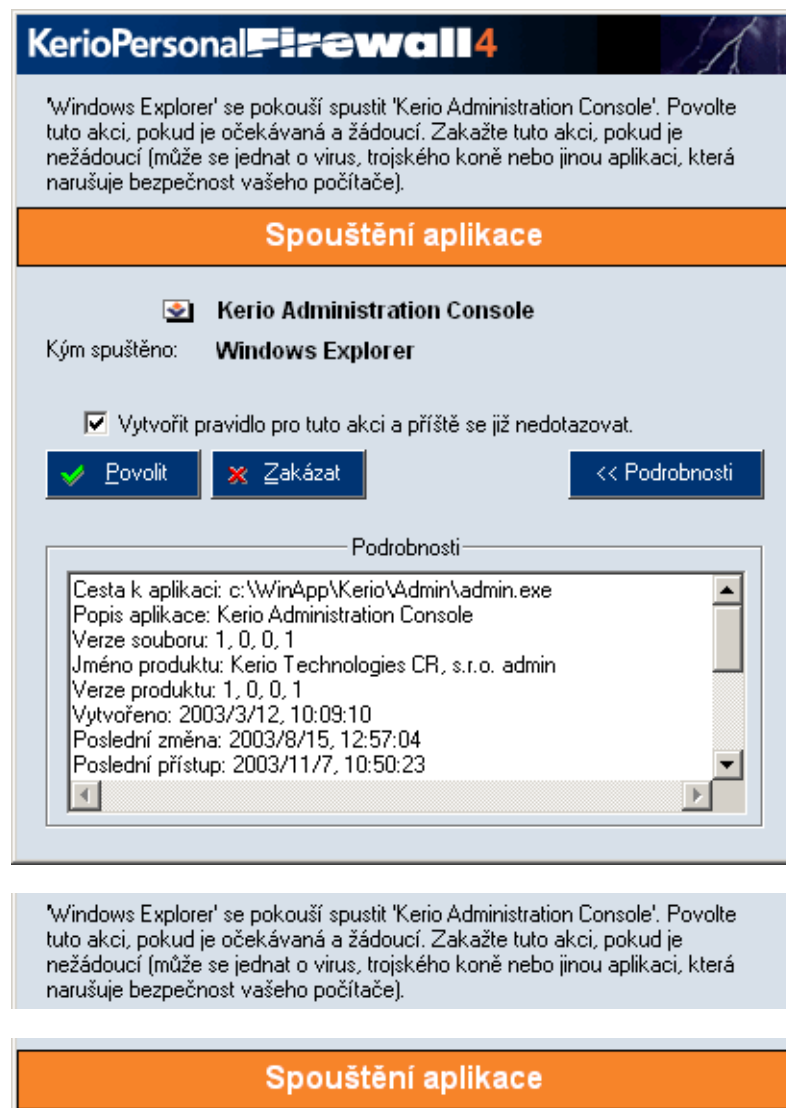 KerioPersonalFirewall4
'Windows Explorer' se pokouší spustit 'Kerio Administration Console'. Povolte
tuto akci, pokud je očekávaná a žádoucí. Zakažte tuto akci, pokud je
nežádoucí (může se jednat o virus, trojského koně nebo jinou aplikaci, která
narušuje bezpečnost vašeho počítače).
Spouštění aplikace
Kerio Administration Console
Kým spuštěno: Windows Explorer
Vytvořit pravidlo pro tuto akci a příště se již nedotazovat.
Povolit Zakázat << Podrobnosti
Podrobnosti
Cesta k aplikaci: c:\WinApp\Kerio\Admin\admin.exe
Popis aplikace: Kerio Administration Console
Verze souboru: 1, 0, 0, 1
Jméno produktu: Kerio Technologies CR, s.r.o. admin
Verze produktu: 1, 0, 0, 1
Vytvořeno: 2003/3/12, 10:09:10
Poslední změna: 2003/8/15, 12:57:04
Poslední přístup: 2003/11/7, 10:50:23
'Windows Explorer' se pokouší spustit 'Kerio Administration Console'. Povolte
tuto akci, pokud je očekávaná a žádoucí. Zakažte tuto akci, pokud je
nežádoucí (může se jednat o virus, trojského koně nebo jinou aplikaci, která
narušuje bezpečnost vašeho počítače).
Spouštění aplikace